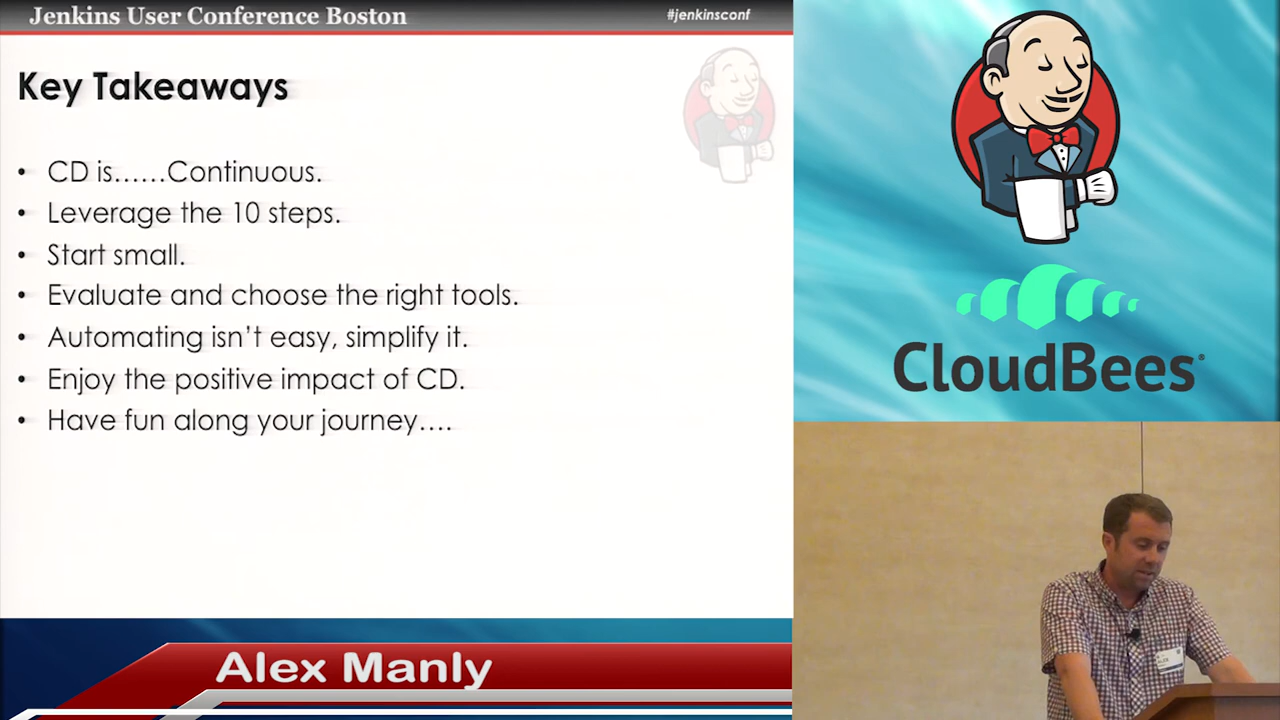 Jenkins User Conference Boston
#jenkinsconf
Key Takeaways
• CD is......Continuous.
• Leverage the 10 steps.
• Start small.
• Evaluate and choose the right tools.
• Automating isn't easy, simplify it.
• Enjoy the positive impact of CD.
• Have fun along your journey....
CloudBees®
Alex Manly